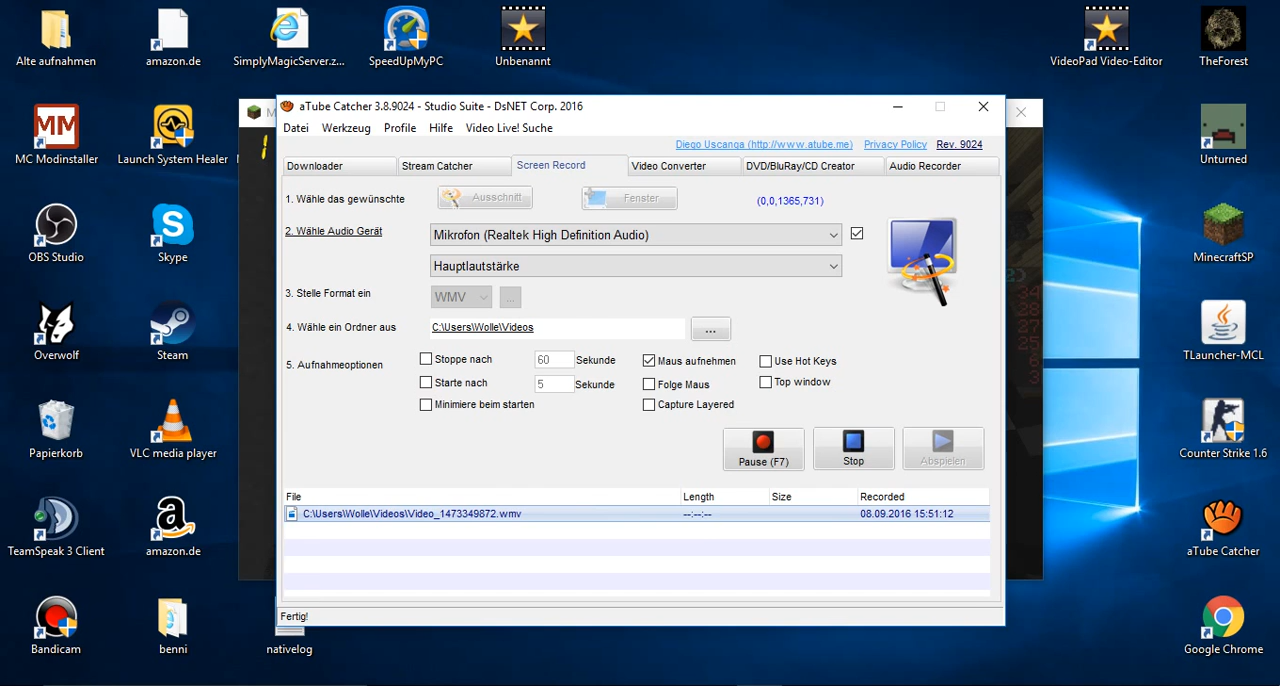 Alte aufnahmen
amazon.de
SimplyMagicServer.z...
SpeedUpMyPC
Unbenannt
VideoPad Video-Editor
TheForest
MC Modinstaller
Launch System Healer
Unturned
OBS Studio
Skype
MinecraftSP
Overwolf
Steam
TLauncher-MCL
Papierkorb
VLC media player
Counter Strike 1.6
TeamSpeak 3 Client
amazon.de
aTube Catcher
Bandicam
benni
nativelog
Google Chrome
aTube Catcher 3.8.9024 - Studio Suite - DsNET Corp. 2016
Datei Werkzeug Profile Hilfe Video Live! Suche
Diego Uscanga (http://www.atube.me) Privacy Policy Rev. 9024
Downloader Stream Catcher Screen Record Video Converter DVD/BluRay/CD Creator Audio Recorder
1. Wähle das gewünschte Ausschnitt Fenster (0,0,1365,731)
2. Wähle Audio Gerät Mikrofon (Realtek High Definition Audio)
Hauptlautstärke
3. Stelle Format ein WMV ...
4. Wähle ein Ordner aus C:\Users\Wolle\Videos ...
5. Aufnahmeoptionen
Stoppe nach 60 Sekunde Maus aufnehmen Use Hot Keys
Starte nach 5 Sekunde Folge Maus Top window
Minimiere beim starten Capture Layered
Pause (F7) Stop Abspielen
File Length Size Recorded
C:\Users\Wolle\Videos\Video_1473349872.wmv --:--:-- 08.09.2016 15:51:12
Fertig!